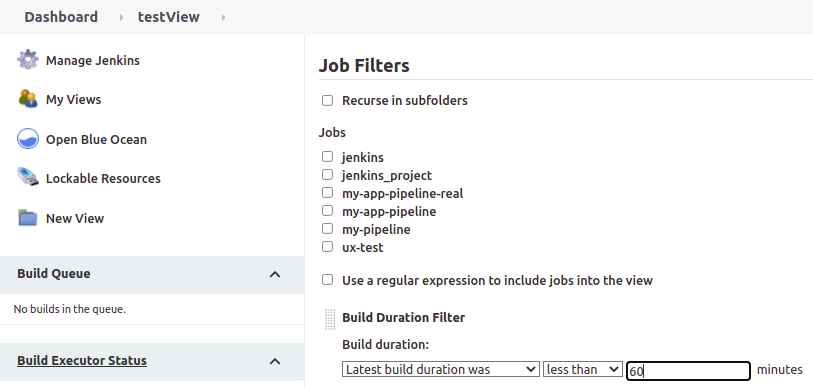 Dashboard testView
Manage Jenkins
My Views
Open Blue Ocean
Lockable Resources
New View
Build Queue
No builds in the queue.
Build Executor Status
Job Filters
Recurse in subfolders
Jobs
jenkins
jenkins_project
my-app-pipeline-real
my-app-pipeline
my-pipeline
ux-test
Use a regular expression to include jobs into the view
Build Duration Filter
Build duration:
Latest build duration was less than 60 minutes